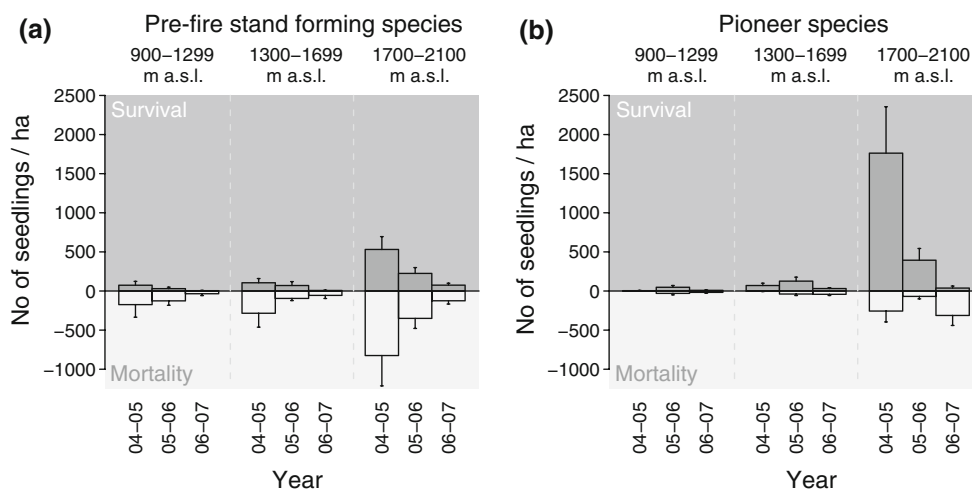 (a) Pre-fire stand forming species
900–1299 1300–1699 1700–2100
m a.s.l. m a.s.l. m a.s.l.
No of seedlings / ha
2500
2000
1500
1000
500
0
−500
−1000
Survival
Mortality
04–05 05–06 06–07 04–05 05–06 06–07 04–05 05–06 06–07
Year
(b) Pioneer species
900–1299 1300–1699 1700–2100
m a.s.l. m a.s.l. m a.s.l.
No of seedlings / ha
2500
2000
1500
1000
500
0
−500
−1000
Survival
Mortality
04–05 05–06 06–07 04–05 05–06 06–07 04–05 05–06 06–07
Year